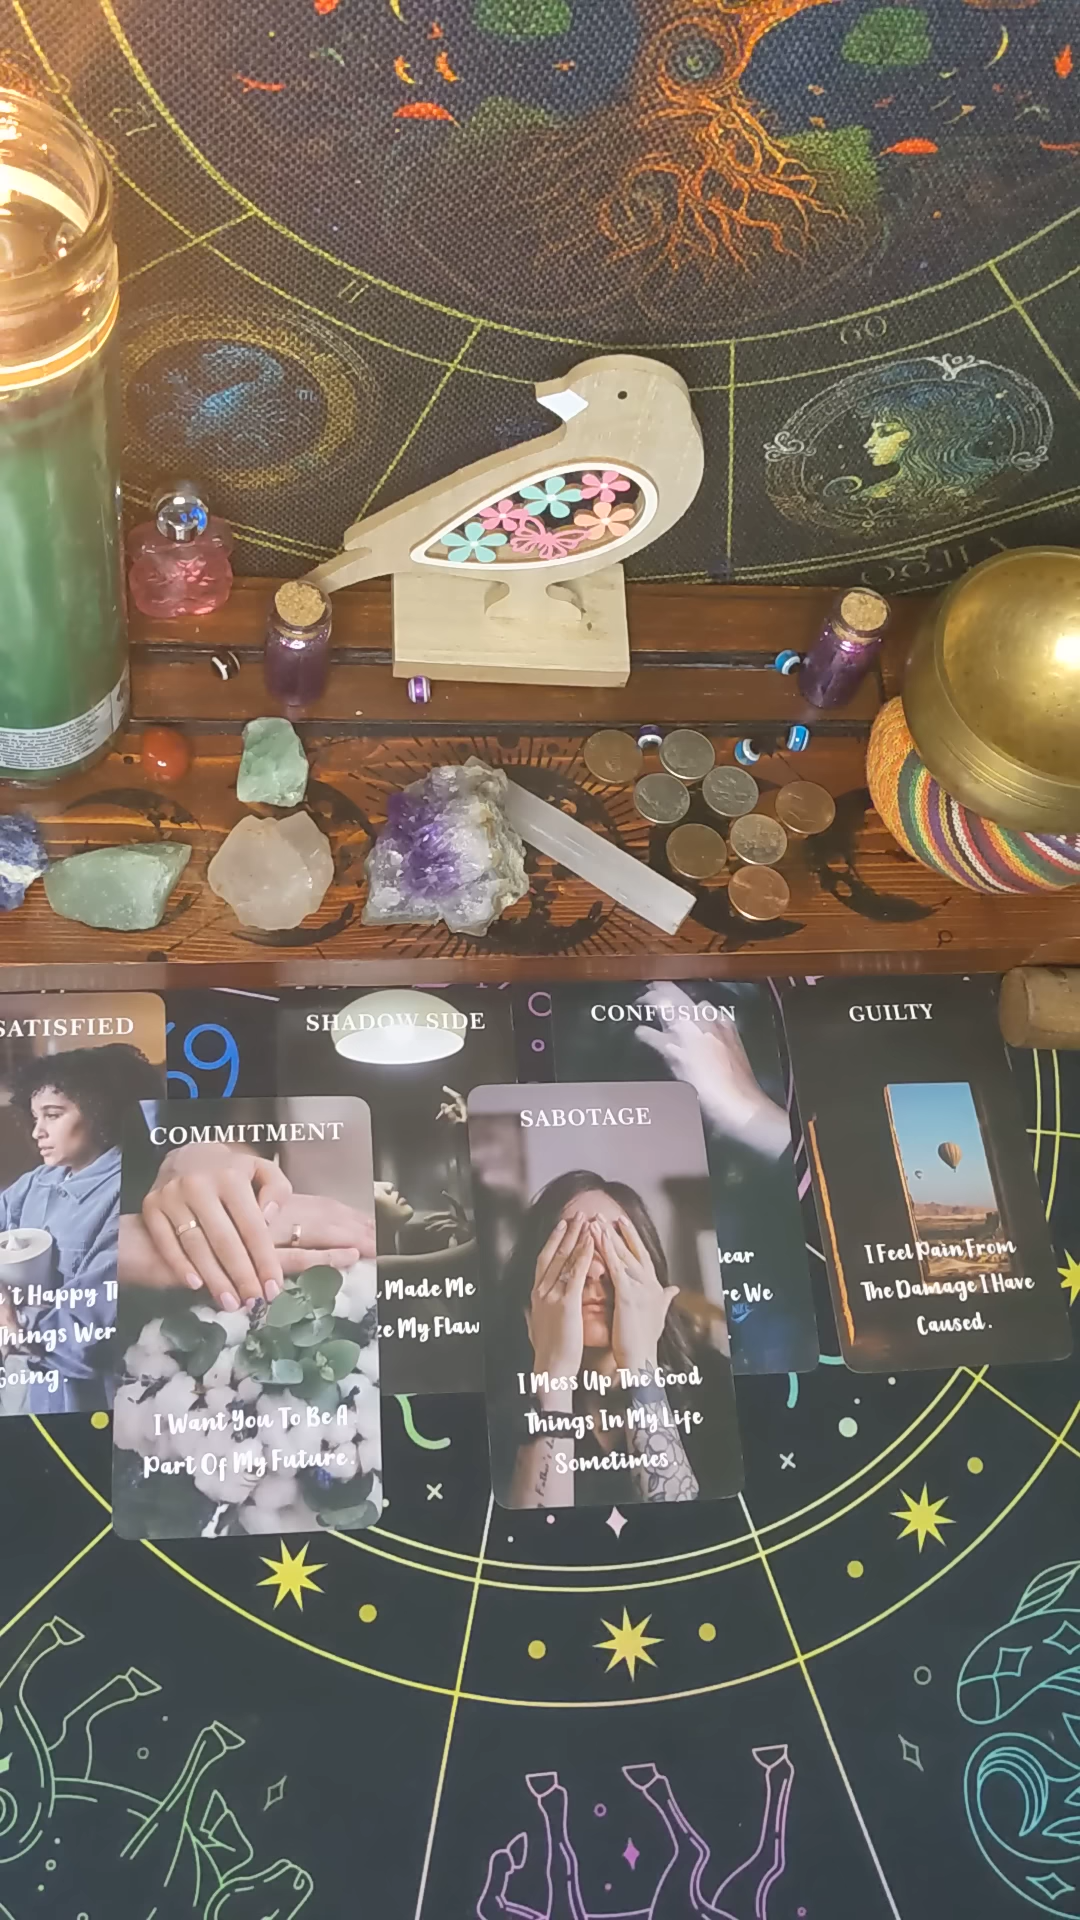 SATISFIED
SHADOW SIDE
CONFUSION
GUILTY
COMMITMENT
SABOTAGE
't Happy
Things Wer
Going.
Made Me
My Flaw
We
I Feel Pain From
The Damage I Have
Caused.
I Want You To Be A
Part Of My Future.
I Mess Up The Good
Things In My Life
Sometimes.
69